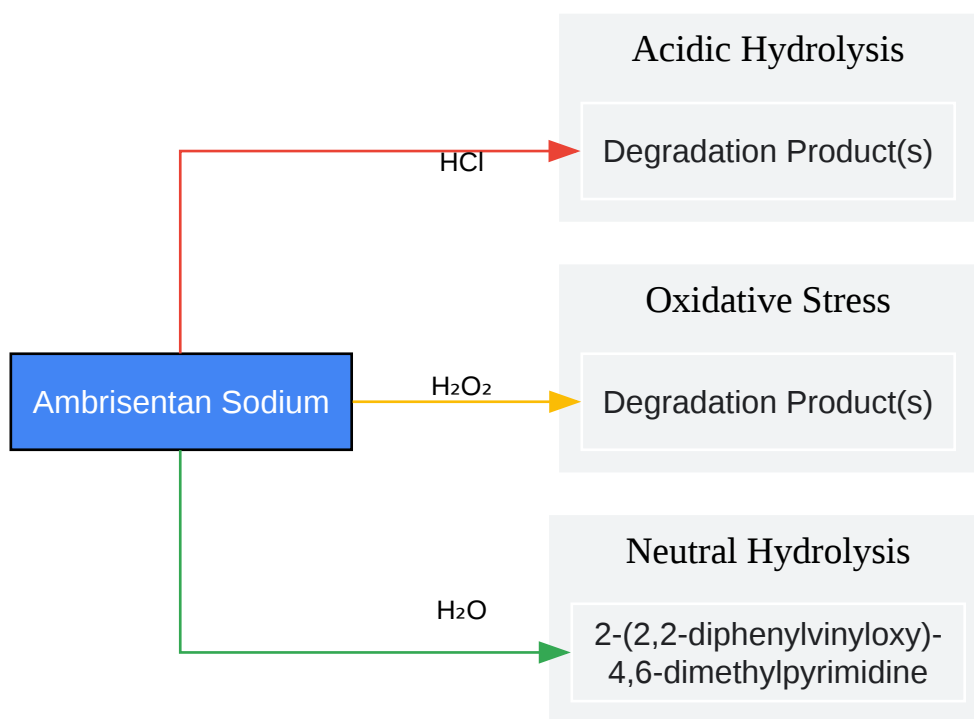 Acidic Hydrolysis
Degradation Product(s)
HCl
Oxidative Stress
Degradation Product(s)
H₂O₂
Ambrisentan Sodium
Neutral Hydrolysis
H₂O
2-(2,2-diphenylvinyloxy)-
4,6-dimethylpyrimidine